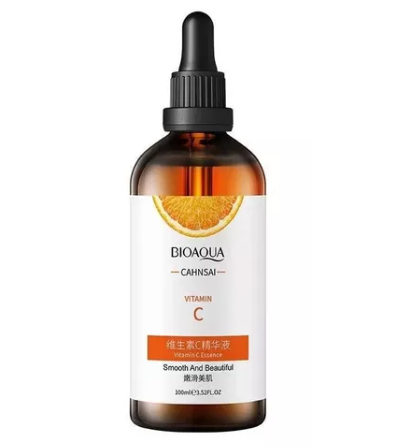 BIOAQUA
CAHNSAI
VITAMIN
C
维生素C精华液
Vitamin C Essence
Smooth And Beautiful
嫩滑美肌
100ml℮3.52FL.OZ